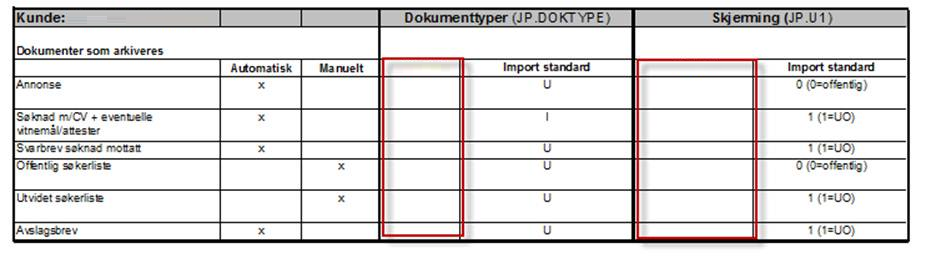 Kunde: Dokumenttyper (JP.DOKTYPE) Skjerming (JP.U1)
Dokumenter som arkiveres
Automatisk Manuelt Import standard Import standard
Annonse x U 0 (0=offentlig)
Søknad m/CV + eventuelle
vitnemål/attester x I 1 (1=UO)
Svarbrev søknad mottatt x U 1 (1=UO)
Offentlig søkerliste x U 0 (0=offentlig)
Utvidet søkerliste x U 1 (1=UO)
Avslagsbrev x U 1 (1=UO)